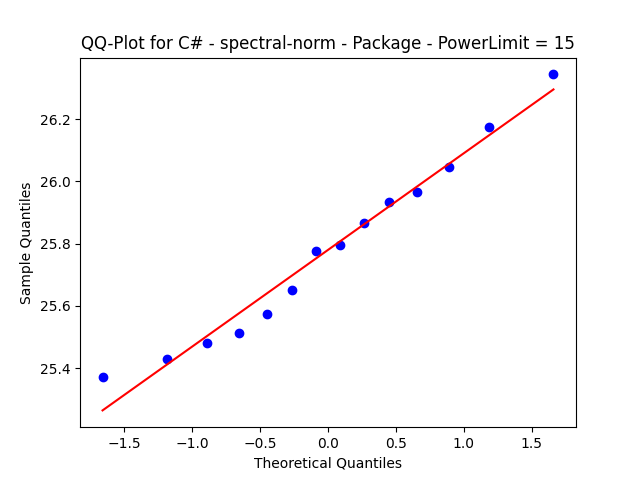 QQ-Plot for C# - spectral-norm - Package - PowerLimit = 15
Sample Quantiles
26.2
26.0
25.8
25.6
25.4
−1.5 −1.0 −0.5 0.0 0.5 1.0 1.5
Theoretical Quantiles